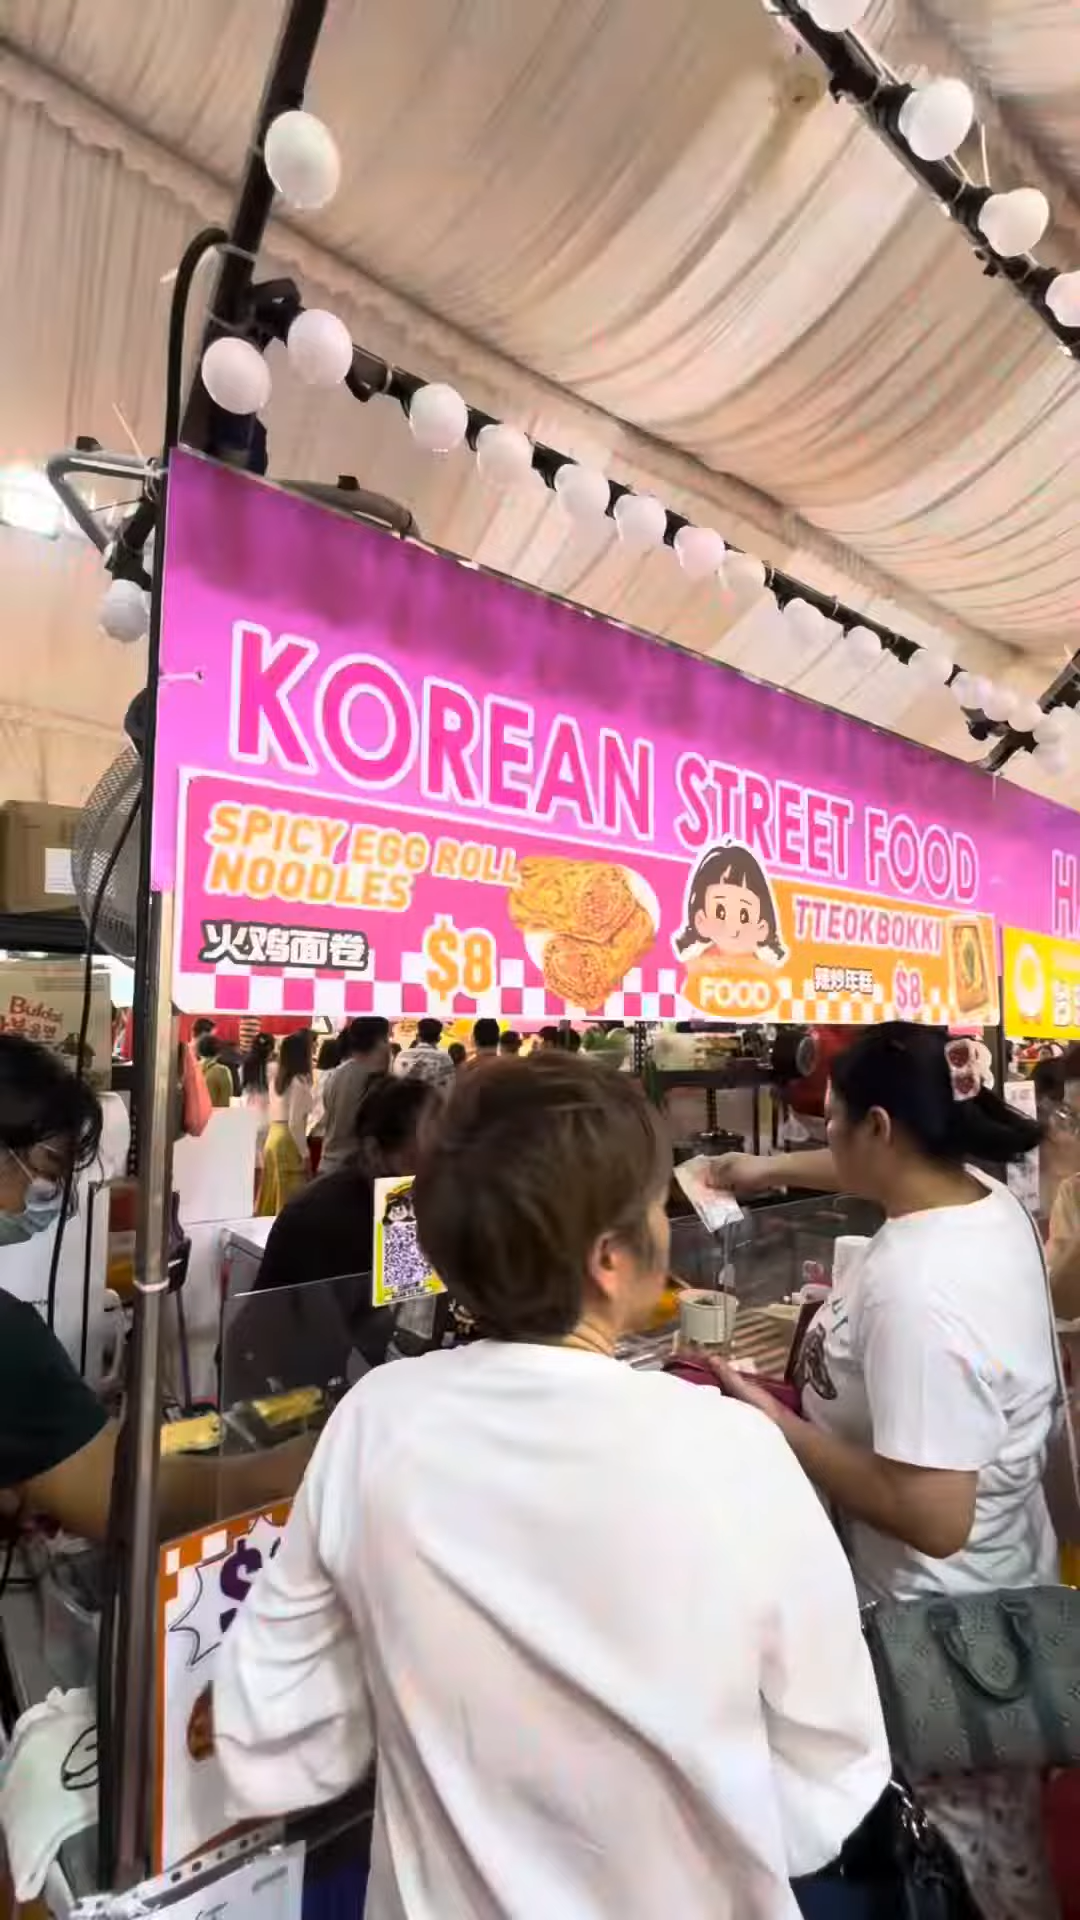 KOREAN STREET FOOD
SPICY EGG ROLL
NOODLES
火鸡面卷
$8
FOOD
TTEOKBOKKI
辣炒年糕
$8